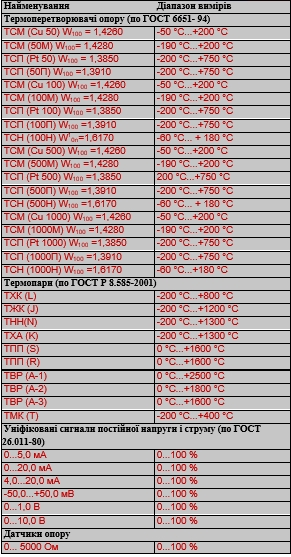 Найменування Діапазон вимірів
Термоперетворювачі опору (по ГОСТ 6651- 94)
ТСМ (Cu 50) W100 = 1,4260 -50 °С...+200 °С
ТСМ (50М) W100= 1,4280 -190 °С...+200 °С
ТСП (Pt 50) W100 = 1,3850 -200 °С...+750 °С
ТСП (50П) W100 =1,3910 -200 °С...+750 °С
ТСМ (Cu 100) W100 =1,4260 -50 °С...+200 °С
ТСМ (100М) W100 =1,4280 -190 °С...+200 °С
ТСП (Pt 100) W100 =1,3850 -200 °С...+750 °С
ТСП (100П) W100 =1,3910 -200 °С...+750 °С
ТСН (100Н) =1,6170 -60 °С... + 180 °С
ТСМ (Cu 500) W100 =1,4260 -50 °С...+200 °С
ТСМ (500М) W100 =1,4280 -190 °С...+200 °С
ТСП (Pt 500) W100 =1,3850 200 °С...+750 °С
ТСП (500П) W100 =1,3910 -200 °С...+750 °С
ТСН (500Н) W100 =1,6170 -60 °С... + 180 °С
ТСМ (Cu 1000) W100 =1,4260 -50 °С...+200 °С
ТСМ (1000М) W100 =1,4280 -190 °С...+200 °С
ТСП (Pt 1000) W100 =1,3850 -200 °С...+750 °С
ТСП (1000П) W100 =1,3910 -200 °С...+750 °С
ТСН (1000Н) W100 =1,6170 -60 °С...+180 °С
Термопари (по ГОСТ Р 8.585-2001)
ТХК (L) -200 °С...+800 °С
ТЖК (J) -200 °С...+1200 °С
ТНН(N) -200 °С...+1300 °С
ТХА (K) -200 °С...+1300 °С
ТПП (S) 0 °С...+1600 °С
ТПП (R) 0 °С...+1600 °С
ТВР (А-1) 0 °С...+2500 °С
ТВР (А-2) 0 °С...+1800 °С
ТВР (А-3) 0 °С...+1600 °С
ТМК (Т) -200 °С...+400 °С
Уніфіковані сигнали постійної напруги і струму (по ГОСТ
26.011-80)
0...5,0 мА 0...100 %
0...20,0 мА 0...100 %
4,0...20,0 мА 0...100 %
-50,0...+50,0 мВ 0...100 %
0...1,0 В 0...100 %
0...10,0 В 0...100 %
Датчики опору
0... 5000 Ом 0...100 %